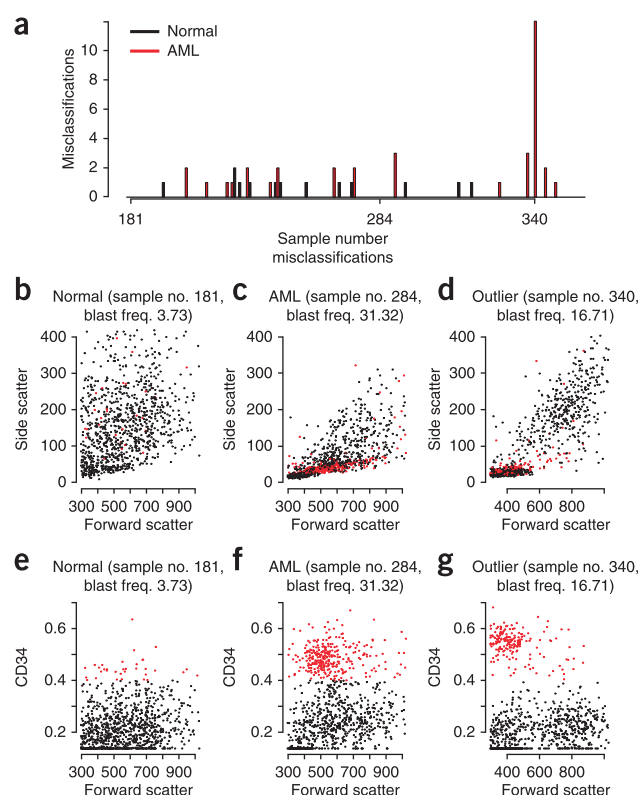 a
Normal
AML
Misclassifications
10
8
6
4
2
0
181
284
340
Sample number
misclassifications
b
Normal (sample no. 181,
blast freq. 3.73)
c
AML (sample no. 284,
blast freq. 31.32)
d
Outlier (sample no. 340,
blast freq. 16.71)
Side scatter
400
300
200
100
0
300 500 700 900
Forward scatter
Side scatter
400
300
200
100
0
300 500 700 900
Forward scatter
Side scatter
400
300
200
100
0
400 600 800
Forward scatter
e
Normal (sample no. 181,
blast freq. 3.73)
f
AML (sample no. 284,
blast freq. 31.32)
g
Outlier (sample no. 340,
blast freq. 16.71)
CD34
0.6
0.4
0.2
300 500 700 900
Forward scatter
CD34
0.6
0.4
0.2
300 500 700 900
Forward scatter
CD34
0.6
0.4
0.2
400 600 800
Forward scatter